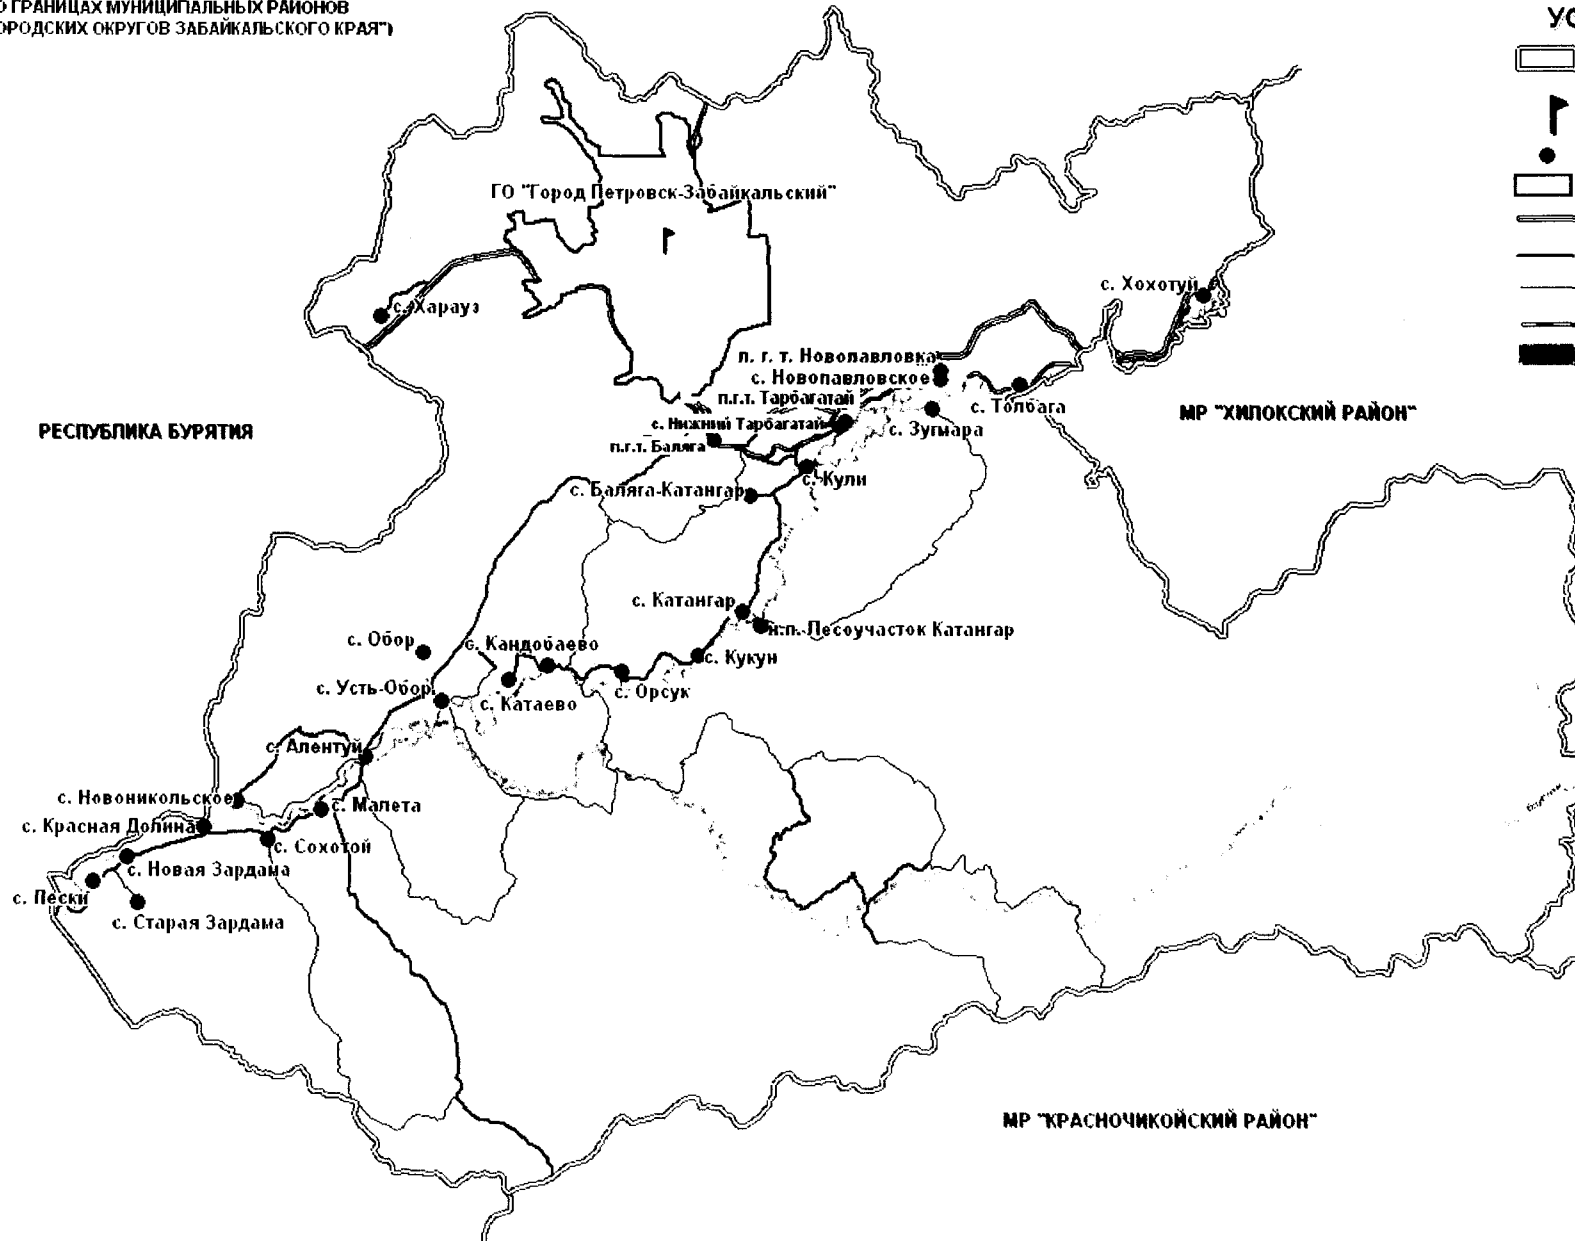 О ГРАНИЦАХ МУНИЦИПАЛЬНЫХ РАЙОНОВ
ОРОДСКИХ ОКРУГОВ ЗАБАЙКАЛЬСКОГО КРАЯ")
УС
ГО "Город Петровск-Забайкальский"
с. Хохотуй
с. Харауз
п. г. т. Новопавловка
с. Новопавловское
п.г.т. Тарбагатай
с. Толбага
МР "ХИЛОКСКИЙ РАЙОН"
с. Нижний Тарбагатай
с. Зугмара
РЕСПУБЛИКА БУРЯТИЯ
п.г.т. Баляга
с. Кули
с. Баляга-Катангар
с. Катангар
н.п. Лесоучасток Катангар
с. Обор
с. Кандобаево
с. Кукун
с. Усть-Обор
с. Орсук
с. Катаево
с. Алентуй
с. Новоникольское
с. Малета
с. Красная Долина
с. Сохотой
с. Новая Зардама
с. Пески
с. Старая Зардама
МР "КРАСНОЧИКОЙСКИЙ РАЙОН"